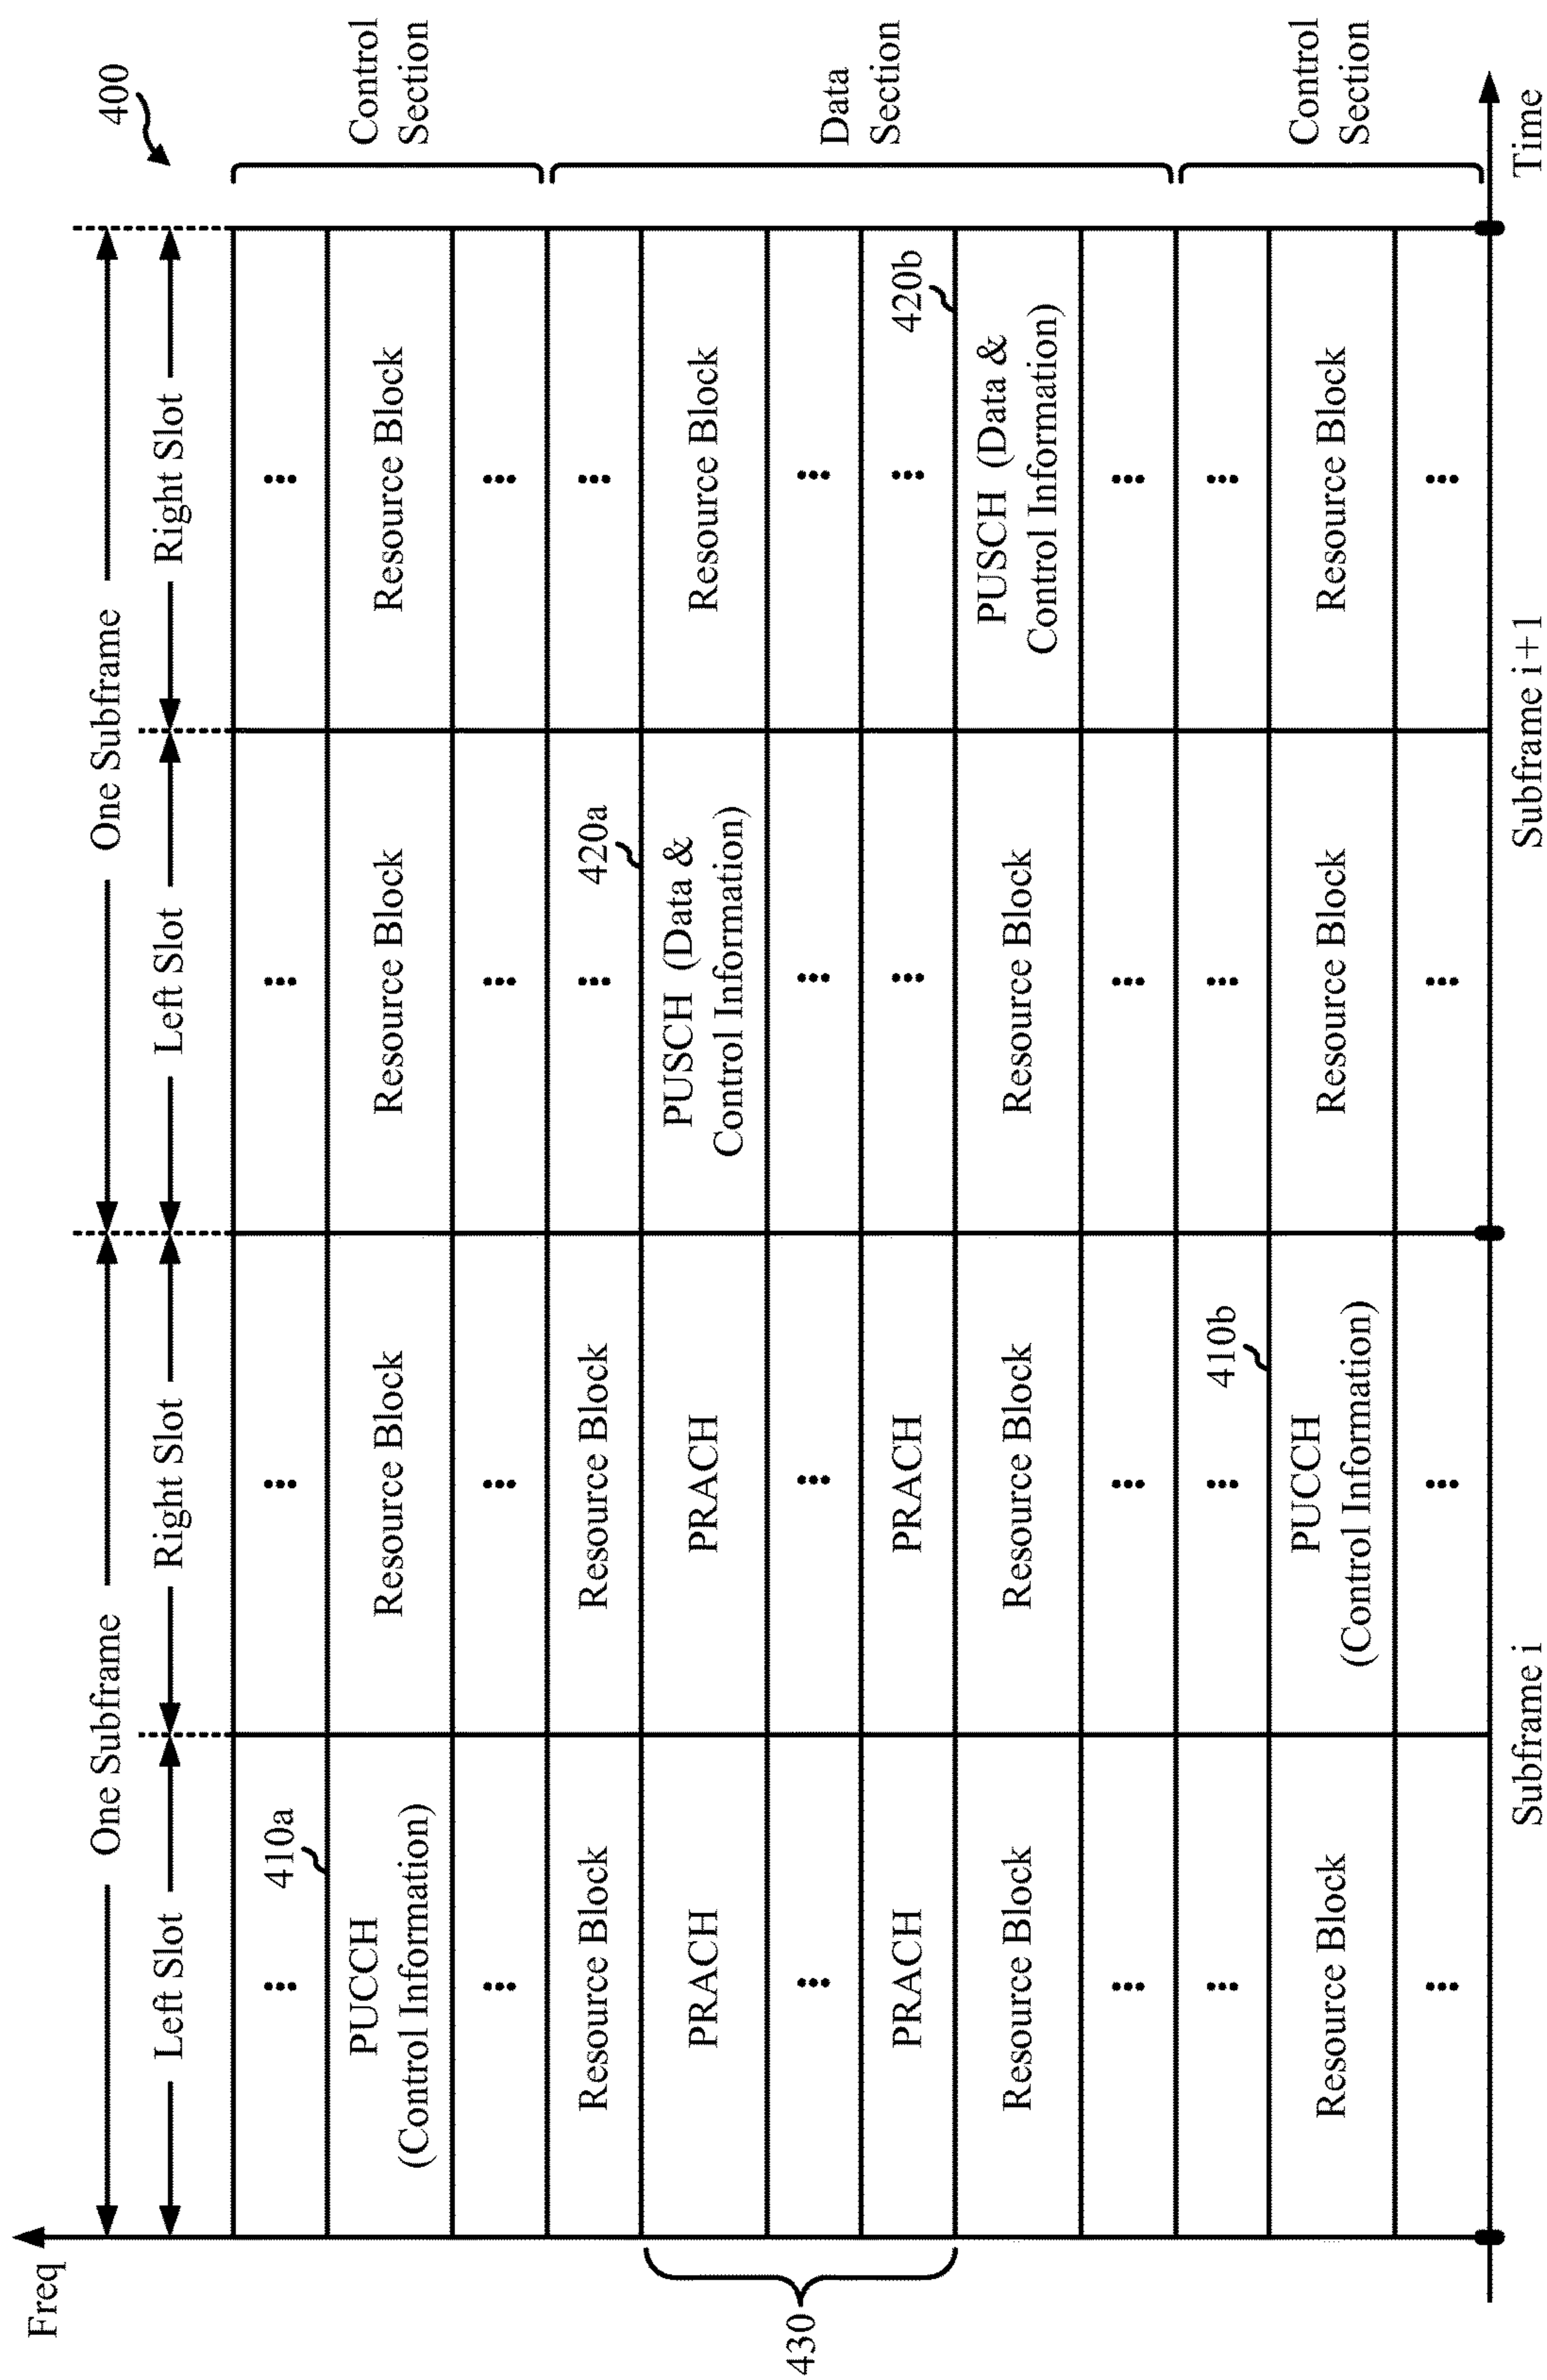 400
One Subframe
One Subframe
Left Slot
Right Slot
Left Slot
Right Slot
Freq
⋮
⋮
⋮
⋮
Control
Section
410a
PUCCH
(Control Information)
Resource Block
Resource Block
Resource Block
⋮
⋮
⋮
⋮
Resource Block
Resource Block
⋮
⋮
Data
Section
430
PRACH
PRACH
420a
PUSCH (Data &
Control Information)
Resource Block
⋮
⋮
⋮
⋮
PRACH
PRACH
⋮
⋮
Resource Block
Resource Block
Resource Block
420b
PUSCH (Data &
Control Information)
⋮
⋮
⋮
⋮
⋮
⋮
⋮
⋮
Control
Section
Resource Block
410b
PUCCH
(Control Information)
Resource Block
Resource Block
⋮
⋮
⋮
⋮
Subframe i
Subframe i+1
Time